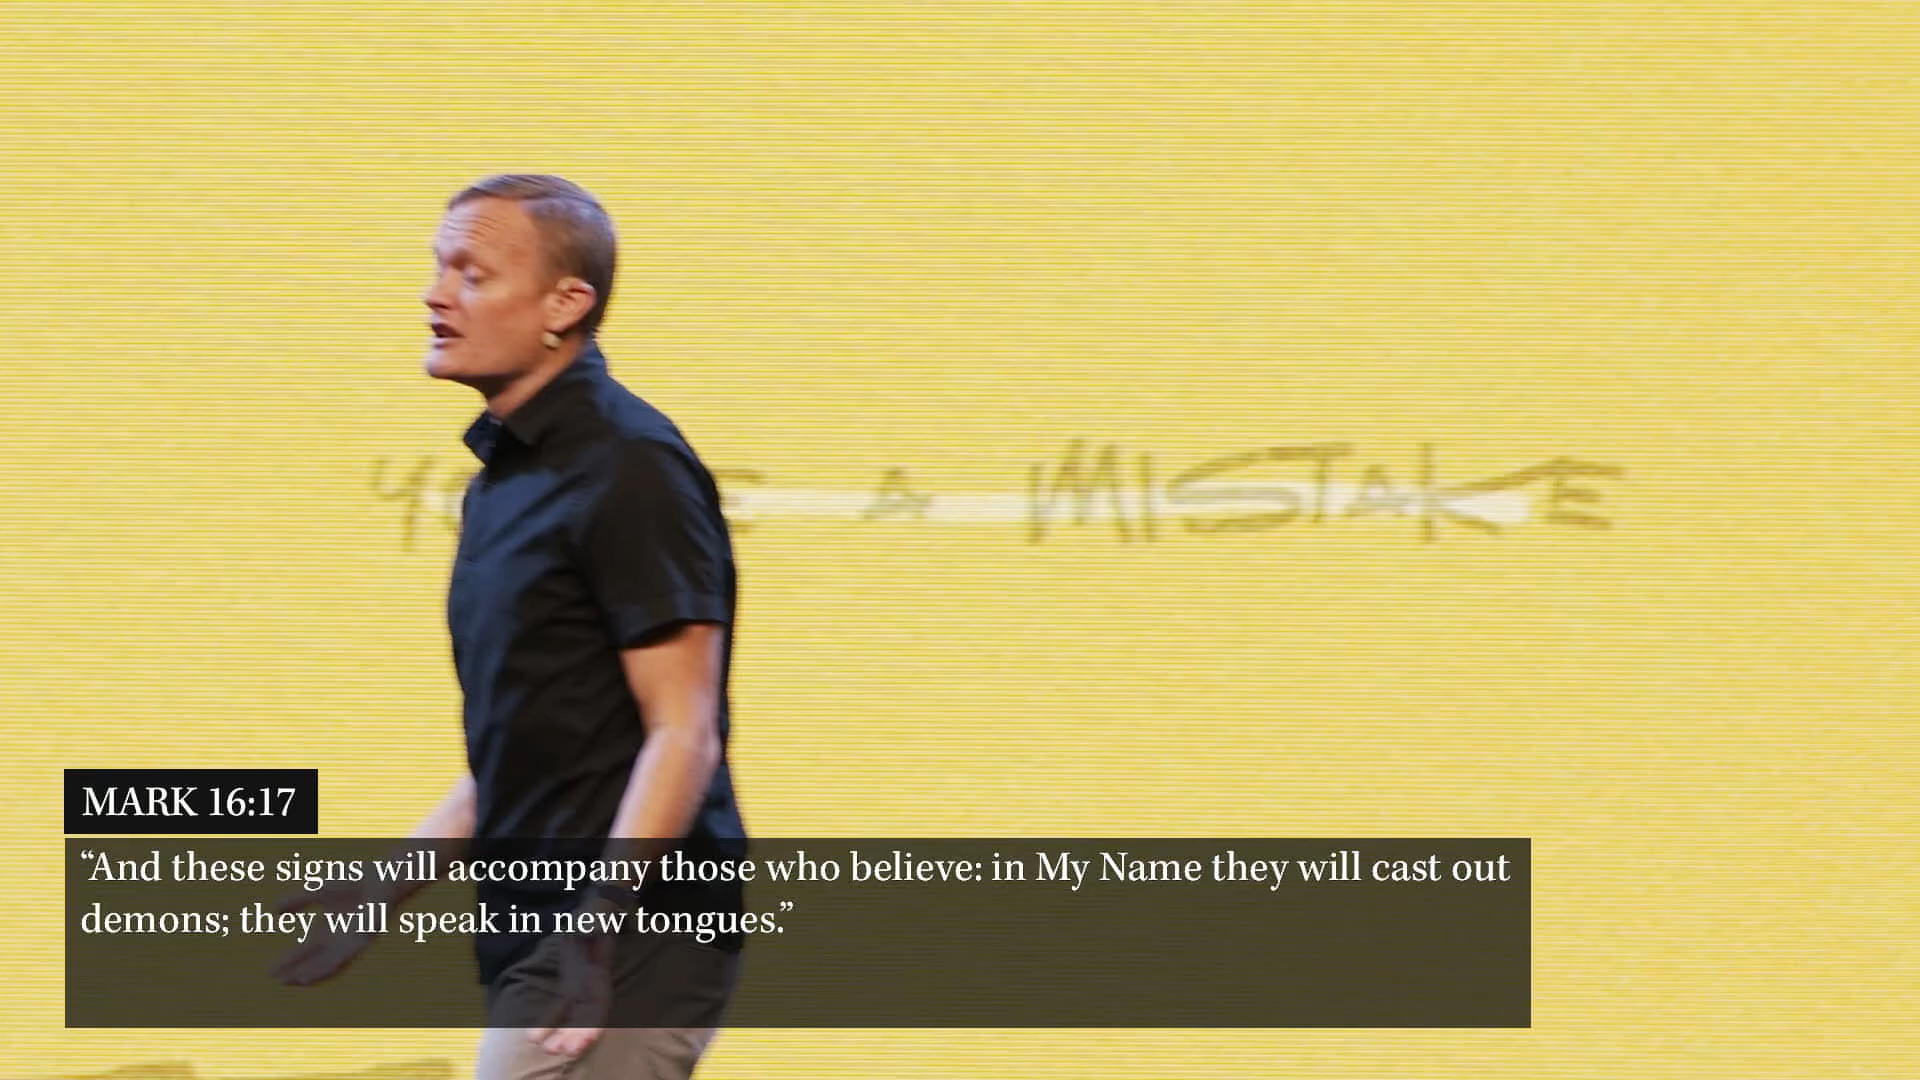 A MISTAKE
MARK 16:17
“And these signs will accompany those who believe: in My Name they will cast out
demons; they will speak in new tongues.”